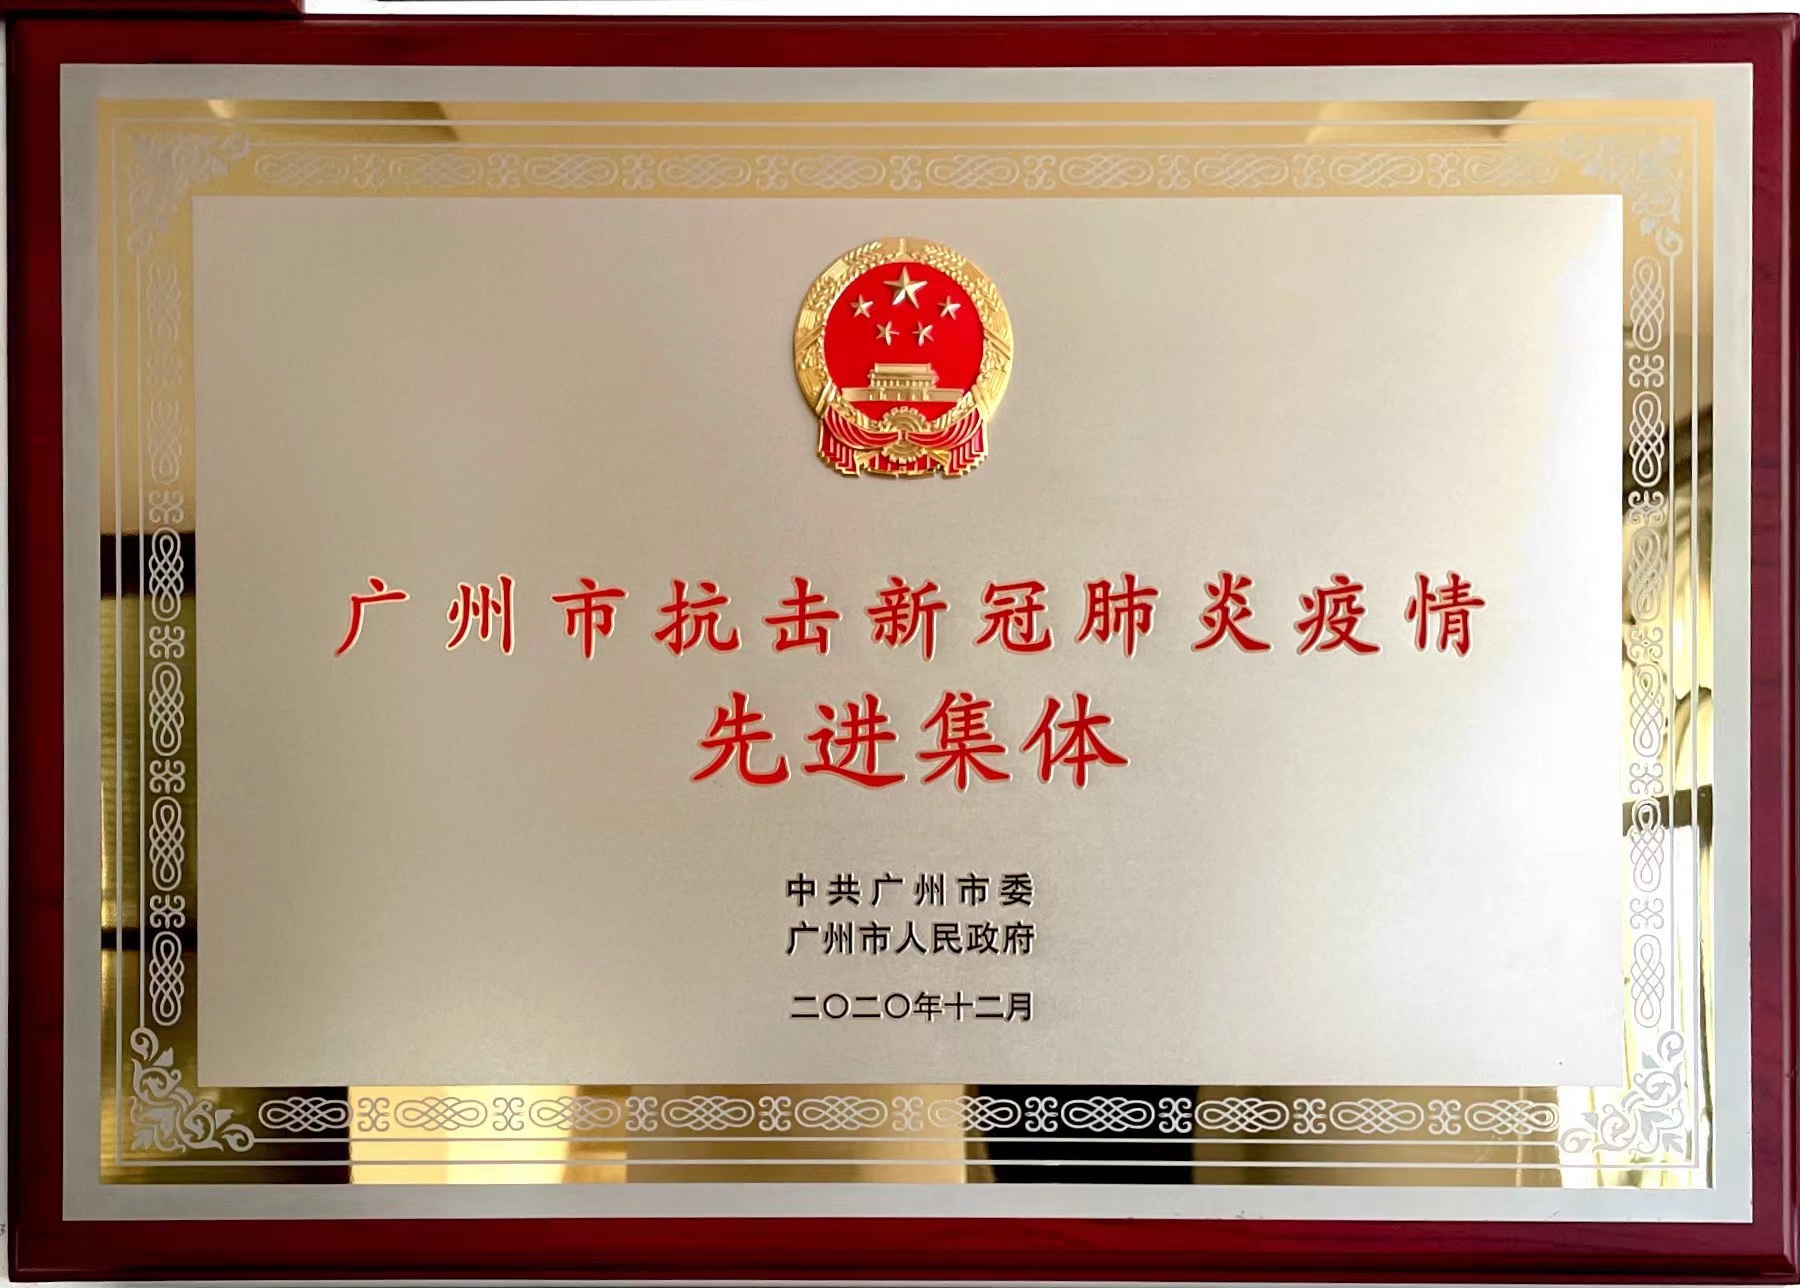 广州市抗击新冠肺炎疫情
先进集体
中共广州市委
广州市人民政府
二〇二〇年十二月